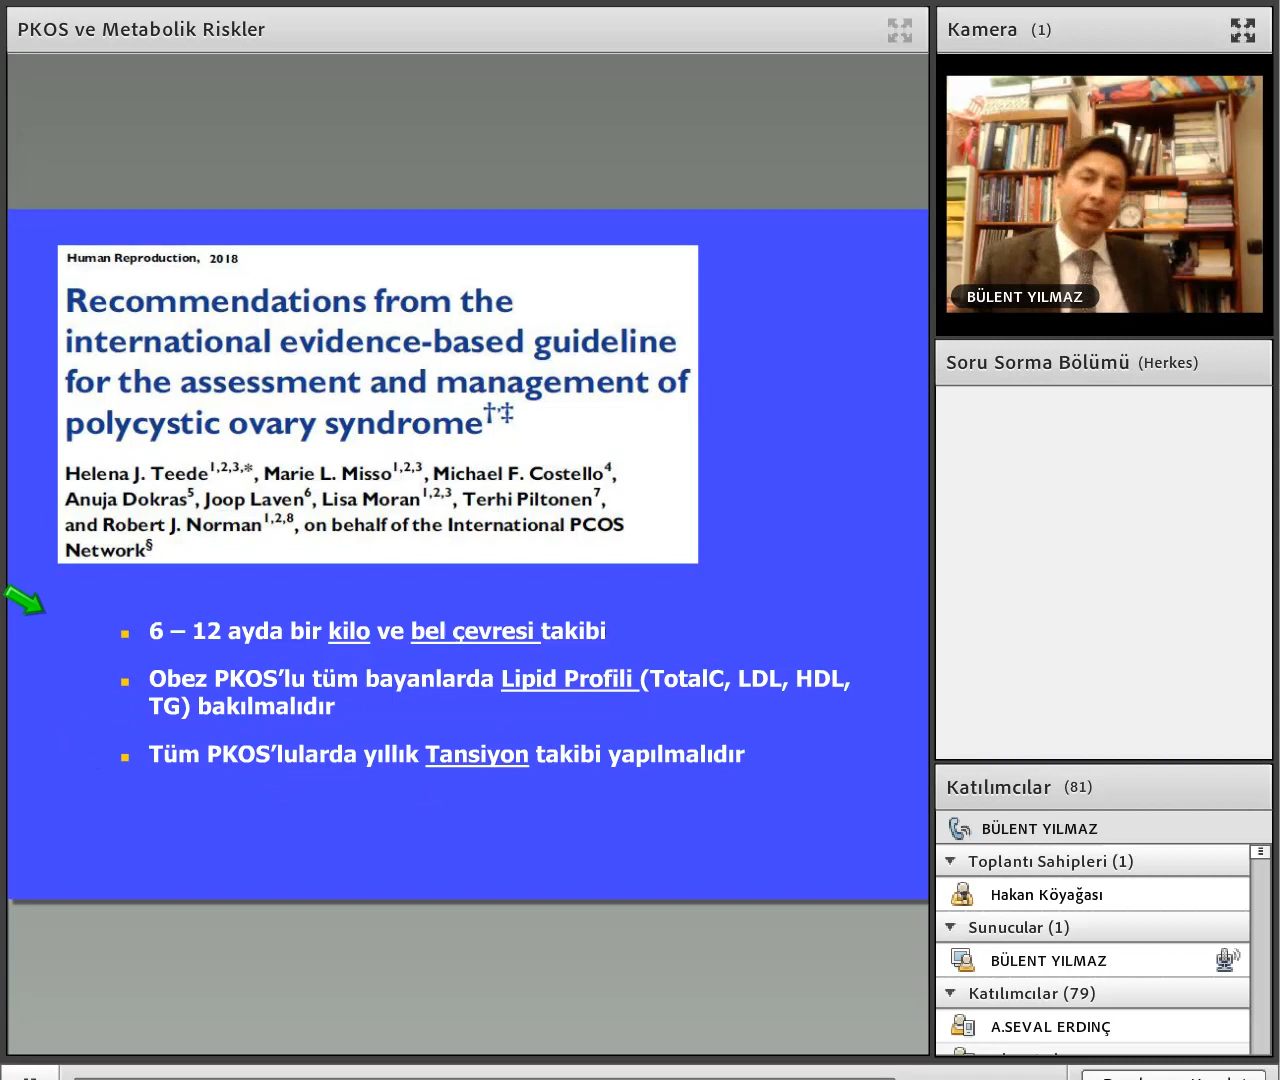 PKOS ve Metabolik Riskler
Human Reproduction, 2018
Recommendations from the
international evidence-based guideline
for the assessment and management of
polycystic ovary syndrome†‡
Helena J. Teede1,2,3,*, Marie L. Misso1,2,3, Michael F. Costello4,
Anuja Dokras5, Joop Laven6, Lisa Moran1,2,3, Terhi Piltonen7,
and Robert J. Norman1,2,8, on behalf of the International PCOS
Network§
6 – 12 ayda bir kilo ve bel çevresi takibi
Obez PKOS’lu tüm bayanlarda Lipid Profili (TotalC, LDL, HDL,
TG) bakılmalıdır
Tüm PKOS’lularda yıllık Tansiyon takibi yapılmalıdır
Kamera (1)
BÜLENT YILMAZ
Soru Sorma Bölümü (Herkes)
Katılımcılar (81)
BÜLENT YILMAZ
Toplantı Sahipleri (1)
Hakan Köyağası
Sunucular (1)
BÜLENT YILMAZ
Katılımcılar (79)
A.SEVAL ERDINÇ